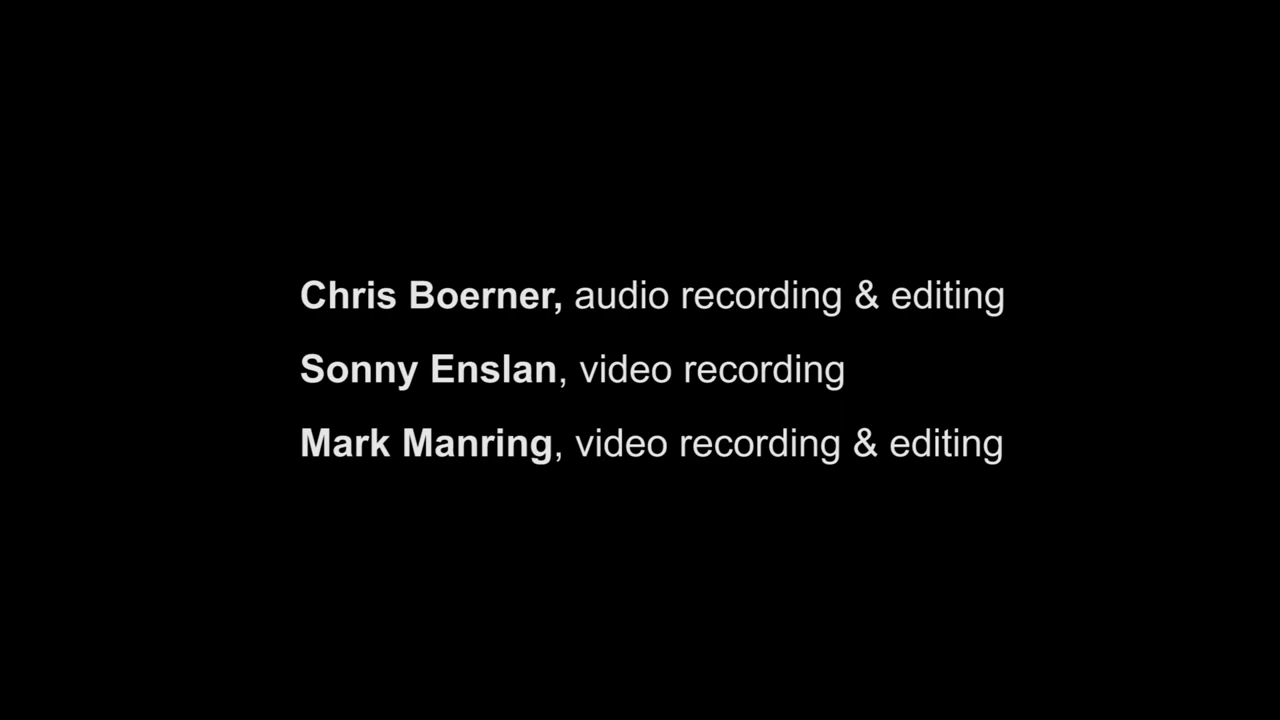 Chris Boerner, audio recording & editing
Sonny Enslan, video recording
Mark Manring, video recording & editing